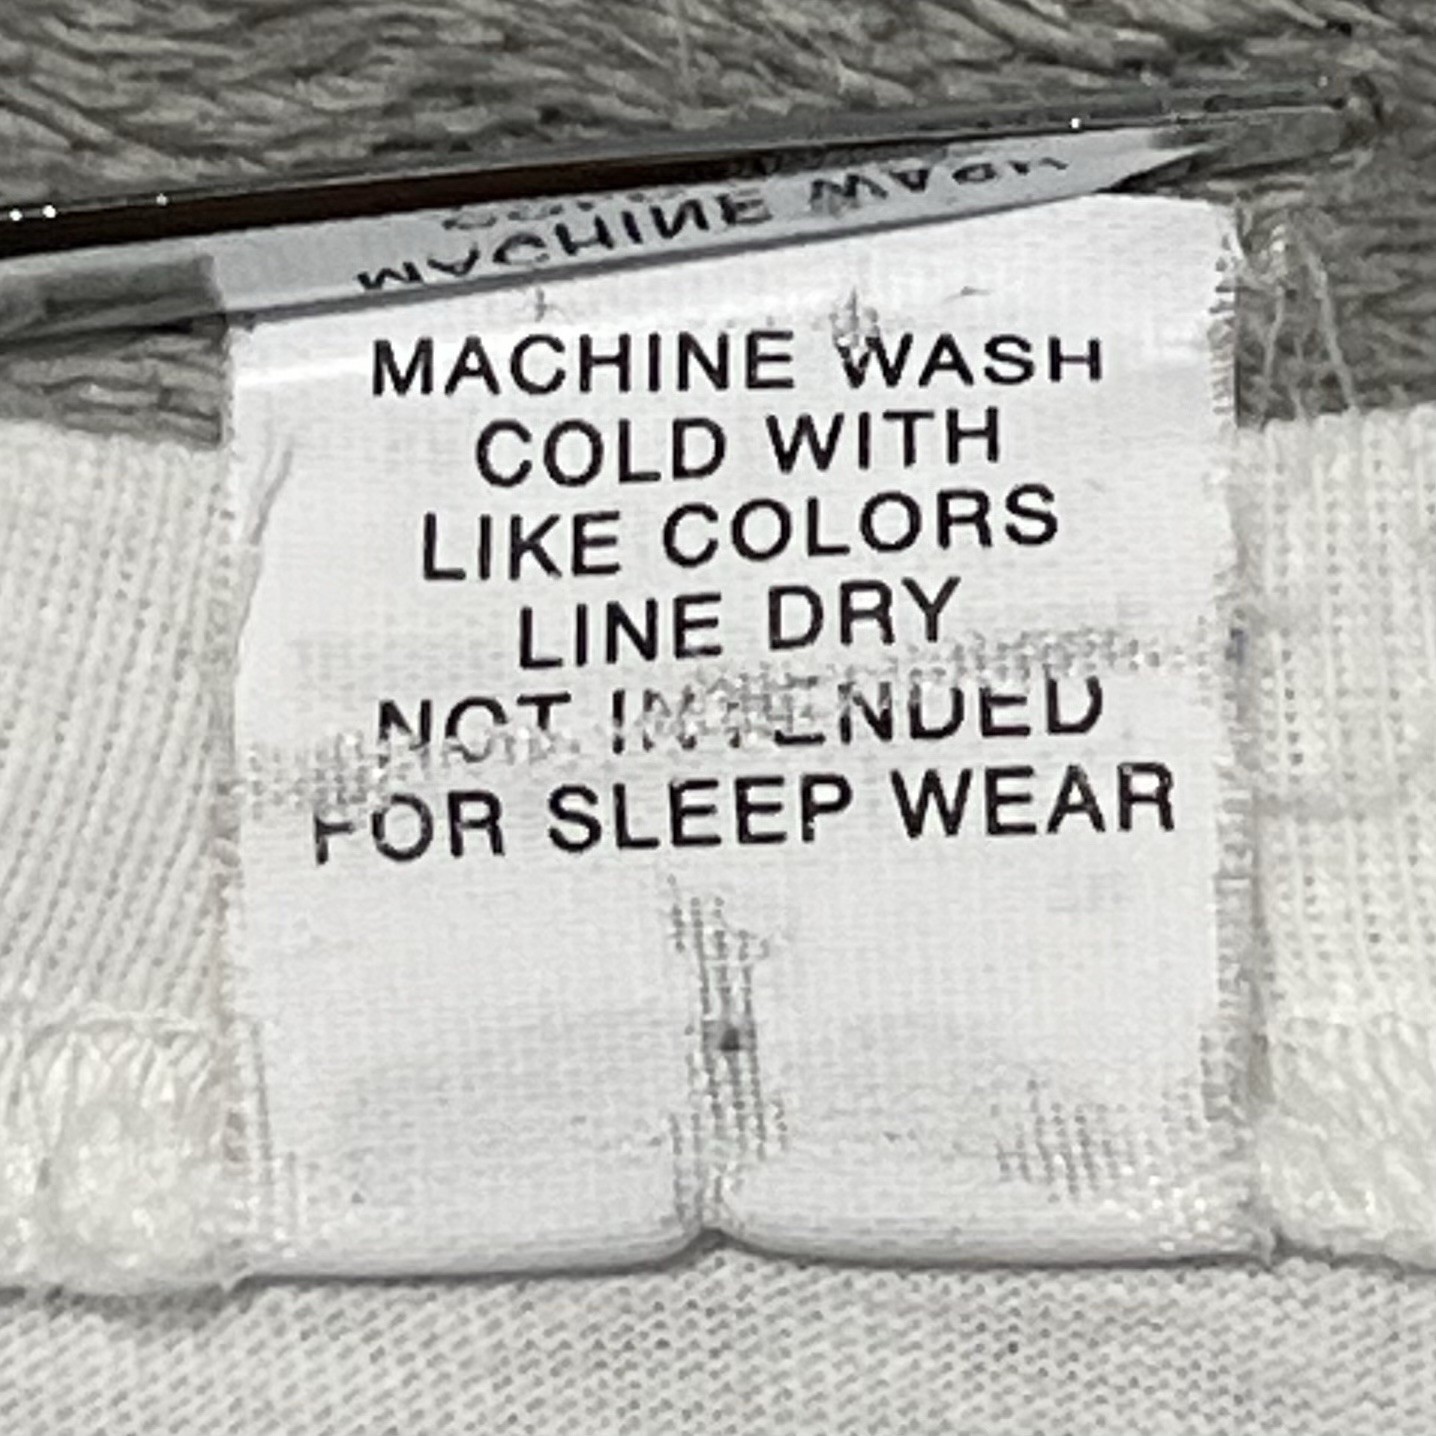 MACHINE WASH
COLD WITH
LIKE COLORS
LINE DRY
NOT INTENDED
FOR SLEEP WEAR